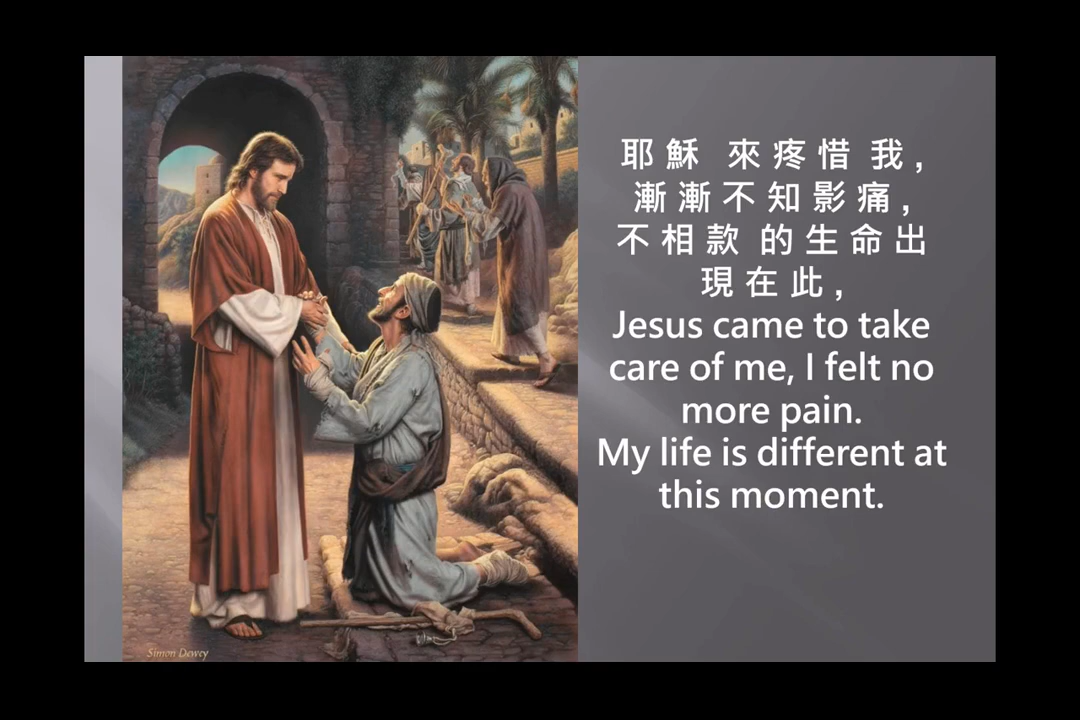 耶穌 來疼惜 我,
漸漸不知影痛,
不相款 的生命出
現在此,
Jesus came to take
care of me, I felt no
more pain.
My life is different at
this moment.
Simon Dewey